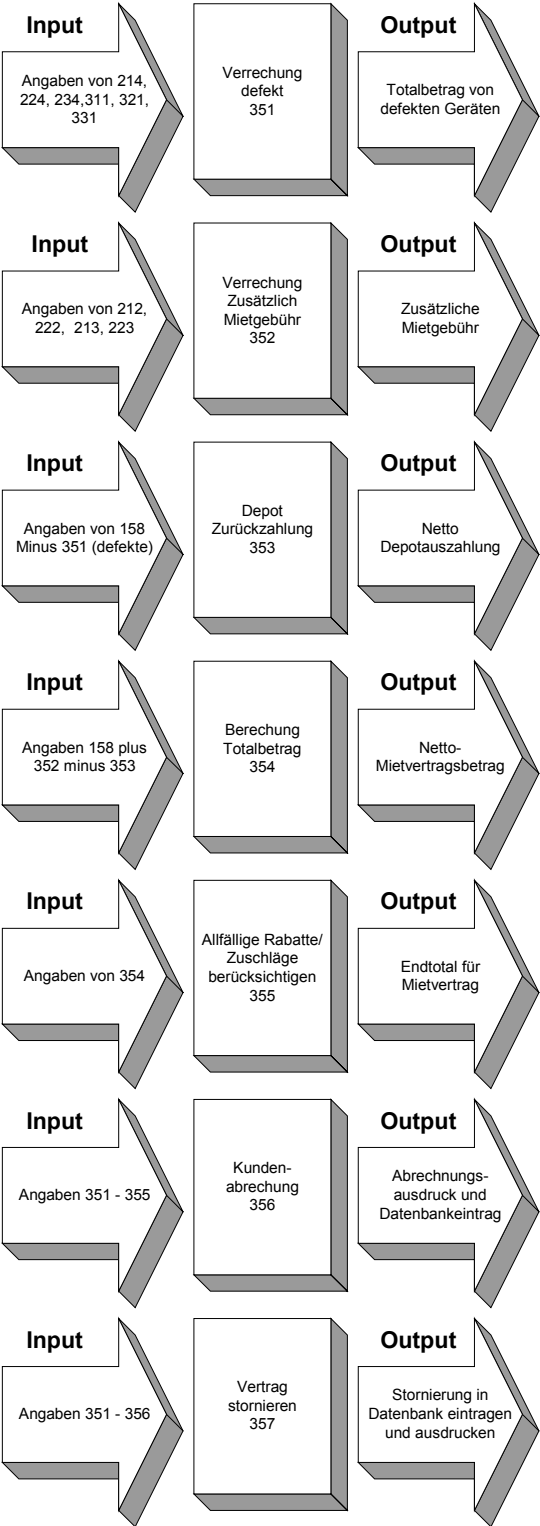 Input
Angaben von 214,
224, 234,311, 321,
331
Verrechung
defekt
351
Output
Totalbetrag von
defekten Geräten
Input
Angaben von 212,
222, 213, 223
Verrechung
Zusätzlich
Mietgebühr
352
Output
Zusätzliche
Mietgebühr
Input
Angaben von 158
Minus 351 (defekte)
Depot
Zurückzahlung
353
Output
Netto
Depotauszahlung
Input
Angaben 158 plus
352 minus 353
Berechung
Totalbetrag
354
Output
Netto-
Mietvertragsbetrag
Input
Angaben von 354
Allfällige Rabatte/
Zuschläge
berücksichtigen
355
Output
Endtotal für
Mietvertrag
Input
Angaben 351 - 355
Kunden-
abrechung
356
Output
Abrechnungs-
ausdruck und
Datenbankeintrag
Input
Angaben 351 - 356
Vertrag
stornieren
357
Output
Stornierung in
Datenbank eintragen
und ausdrucken